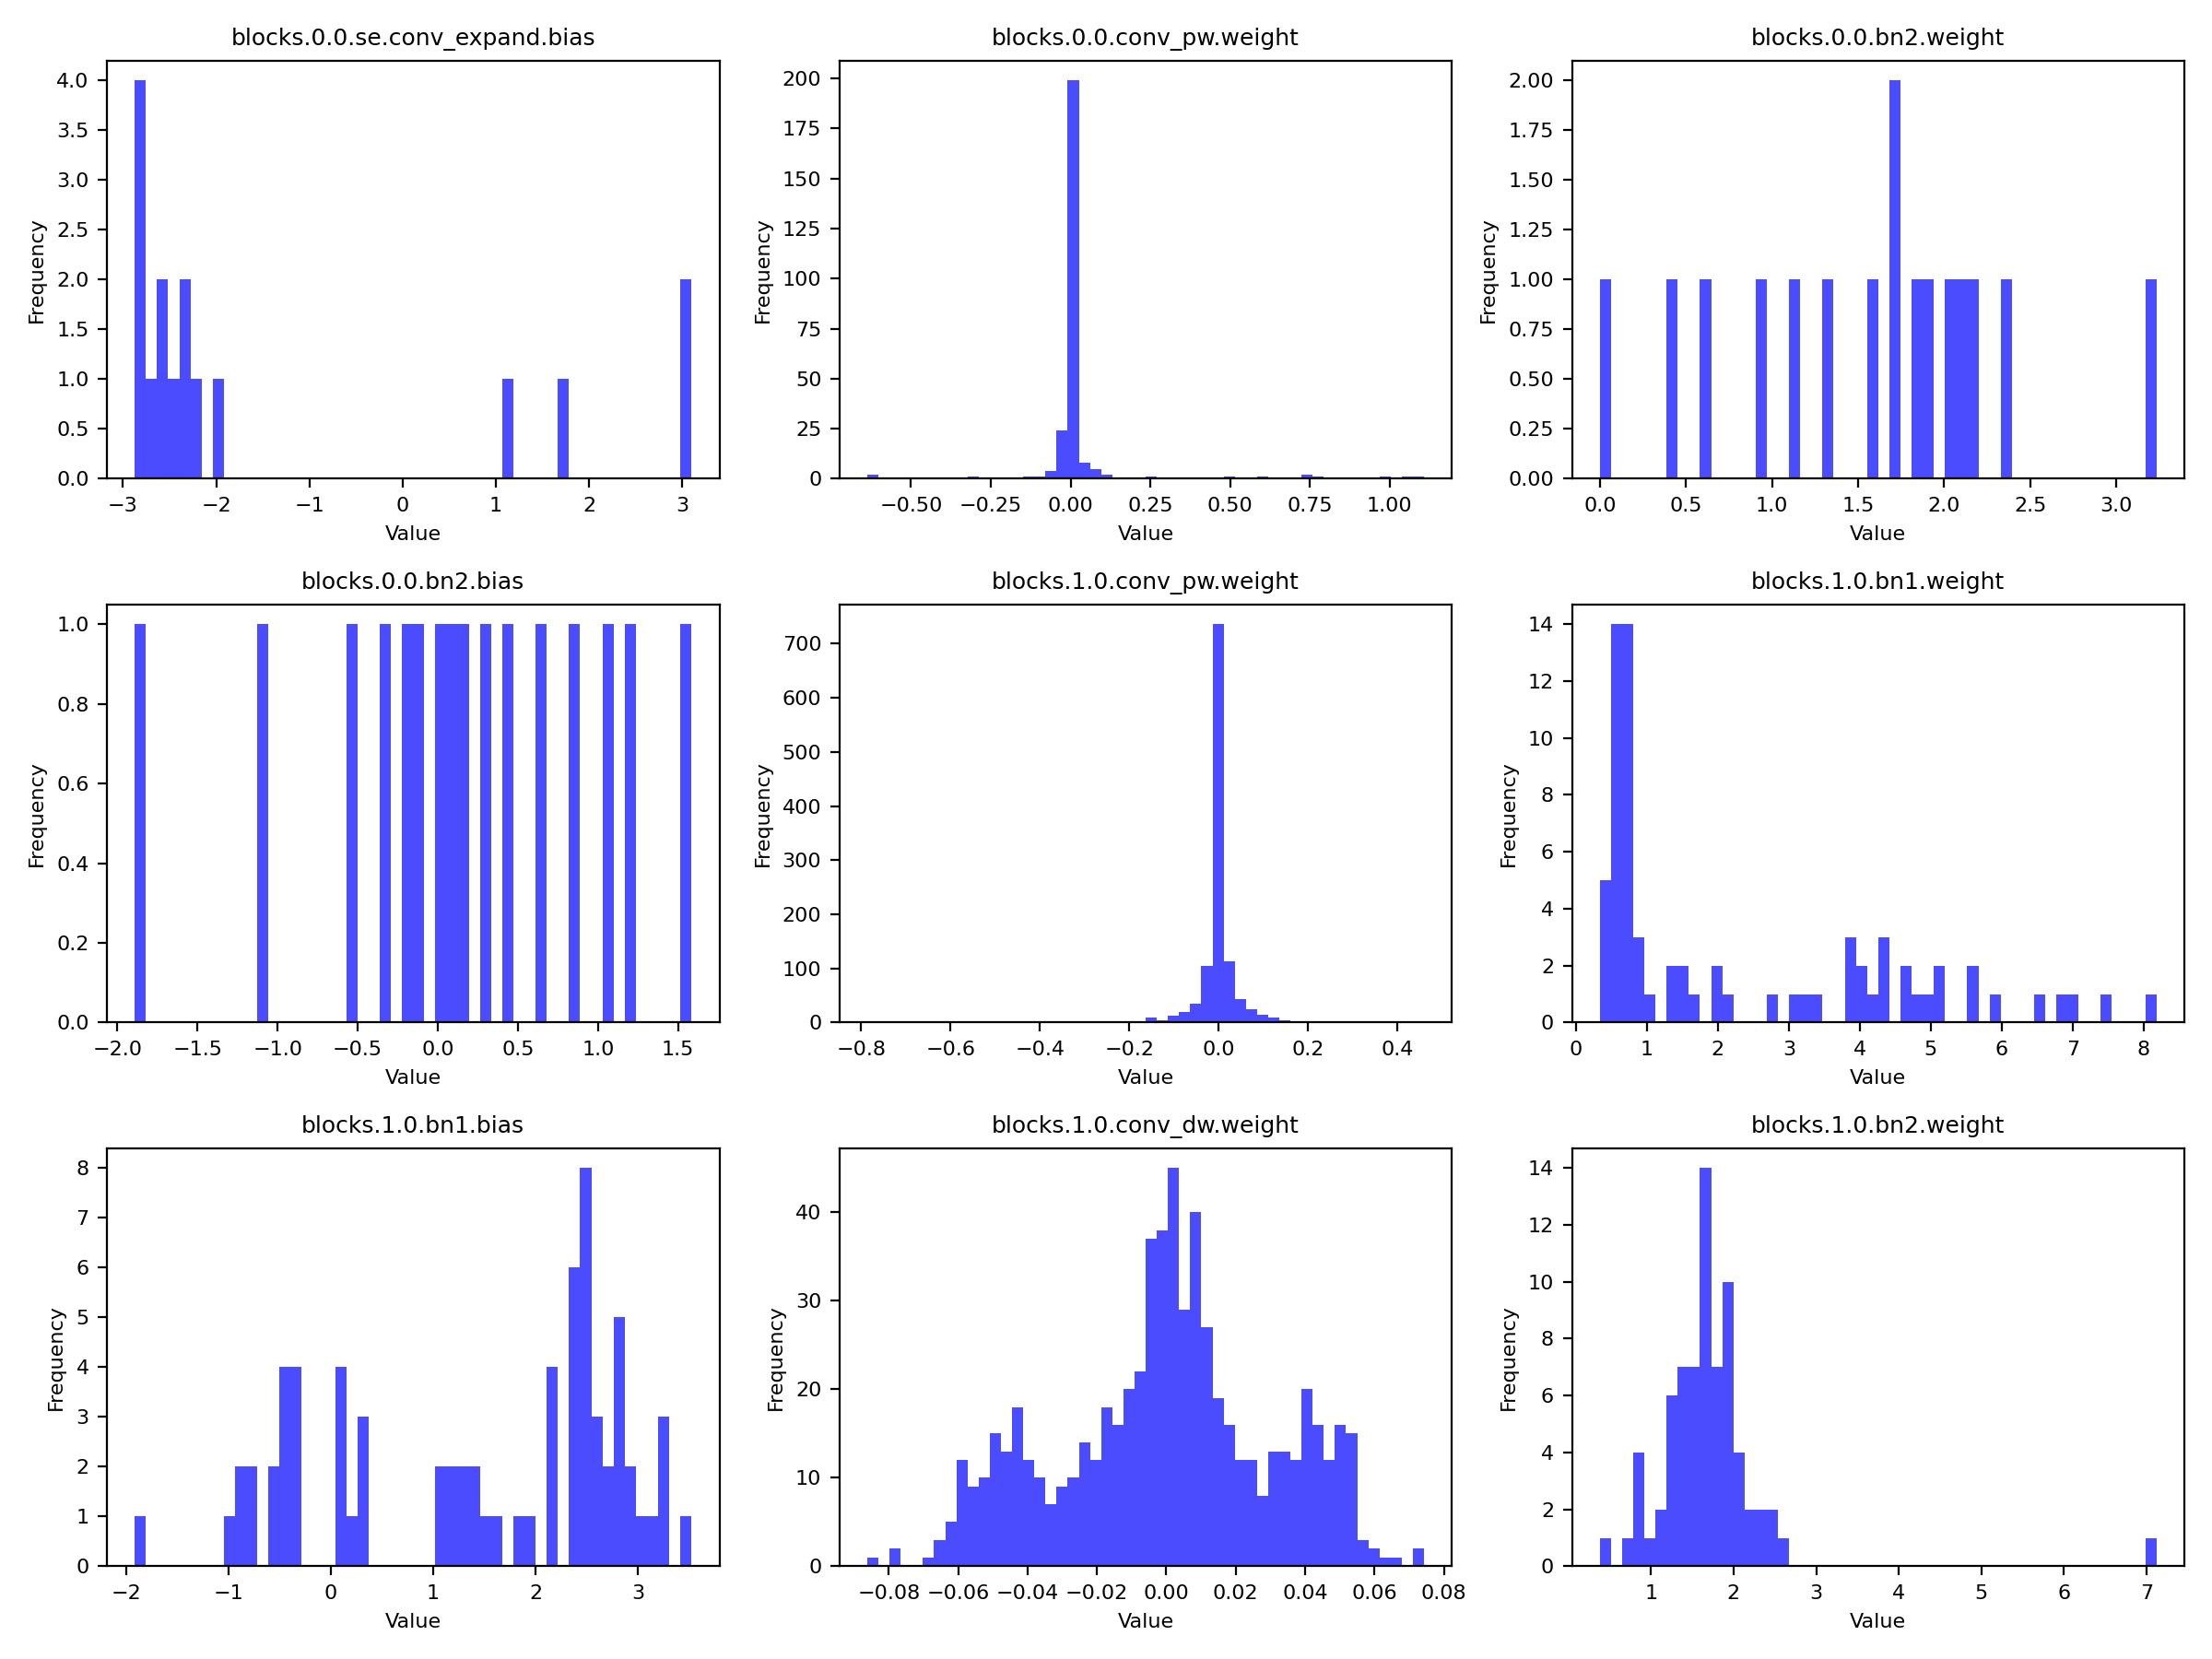 blocks.0.0.se.conv_expand.bias
Frequency
4.0
3.5
3.0
2.5
2.0
1.5
1.0
0.5
0.0
−3 −2 −1 0 1 2 3
Value
blocks.0.0.conv_pw.weight
Frequency
200
175
150
125
100
75
50
25
0
−0.50 −0.25 0.00 0.25 0.50 0.75 1.00
Value
blocks.0.0.bn2.weight
Frequency
2.00
1.75
1.50
1.25
1.00
0.75
0.50
0.25
0.00
0.0 0.5 1.0 1.5 2.0 2.5 3.0
Value
blocks.0.0.bn2.bias
Frequency
1.0
0.8
0.6
0.4
0.2
0.0
−2.0 −1.5 −1.0 −0.5 0.0 0.5 1.0 1.5
Value
blocks.1.0.conv_pw.weight
Frequency
700
600
500
400
300
200
100
0
−0.8 −0.6 −0.4 −0.2 0.0 0.2 0.4
Value
blocks.1.0.bn1.weight
Frequency
14
12
10
8
6
4
2
0
0 1 2 3 4 5 6 7 8
Value
blocks.1.0.bn1.bias
Frequency
8
7
6
5
4
3
2
1
0
−2 −1 0 1 2 3
Value
blocks.1.0.conv_dw.weight
Frequency
40
30
20
10
0
−0.08 −0.06 −0.04 −0.02 0.00 0.02 0.04 0.06 0.08
Value
blocks.1.0.bn2.weight
Frequency
14
12
10
8
6
4
2
0
1 2 3 4 5 6 7
Value